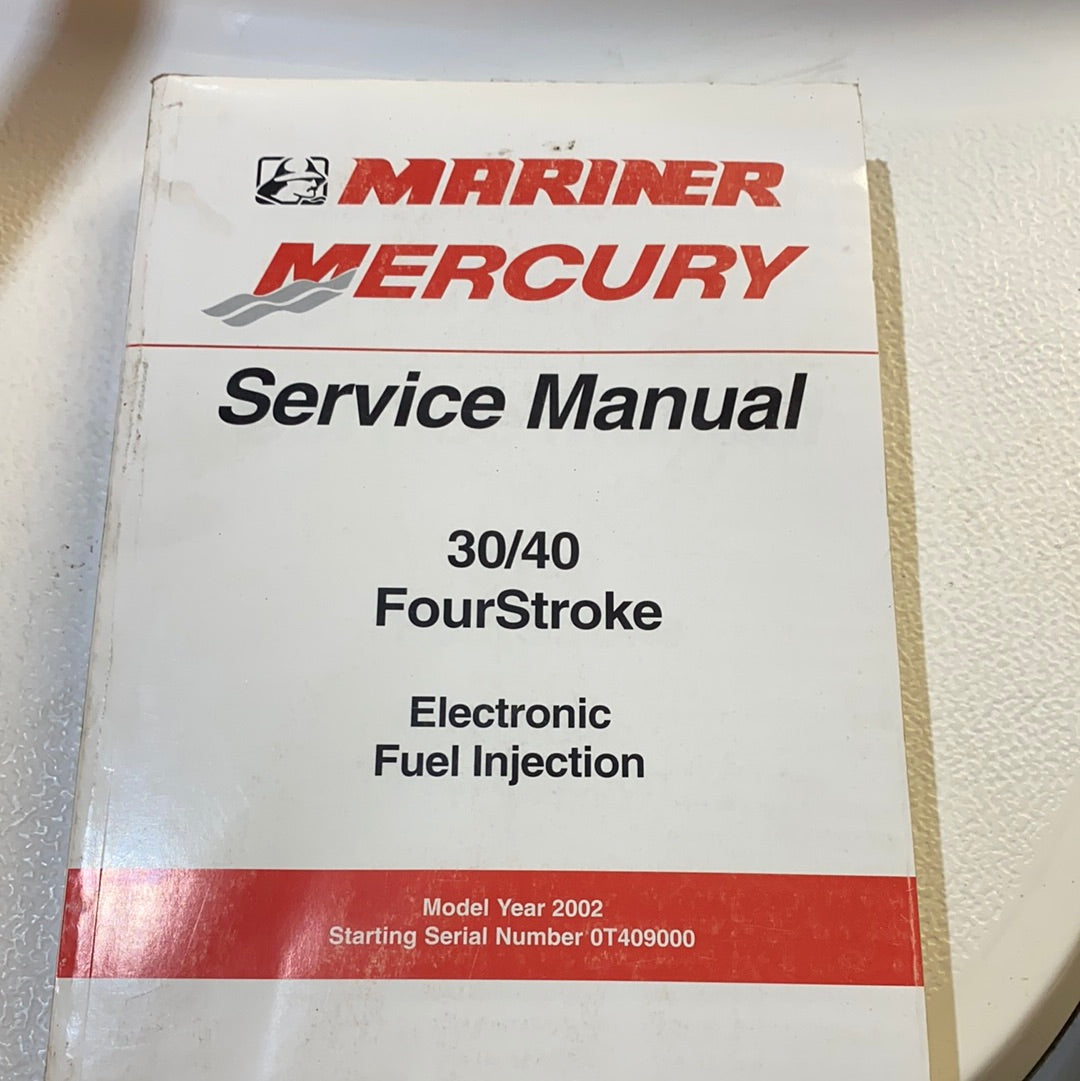 MARINER
MERCURY
Service Manual
30/40
FourStroke
Electronic
Fuel Injection
Model Year 2002
Starting Serial Number 0T409000